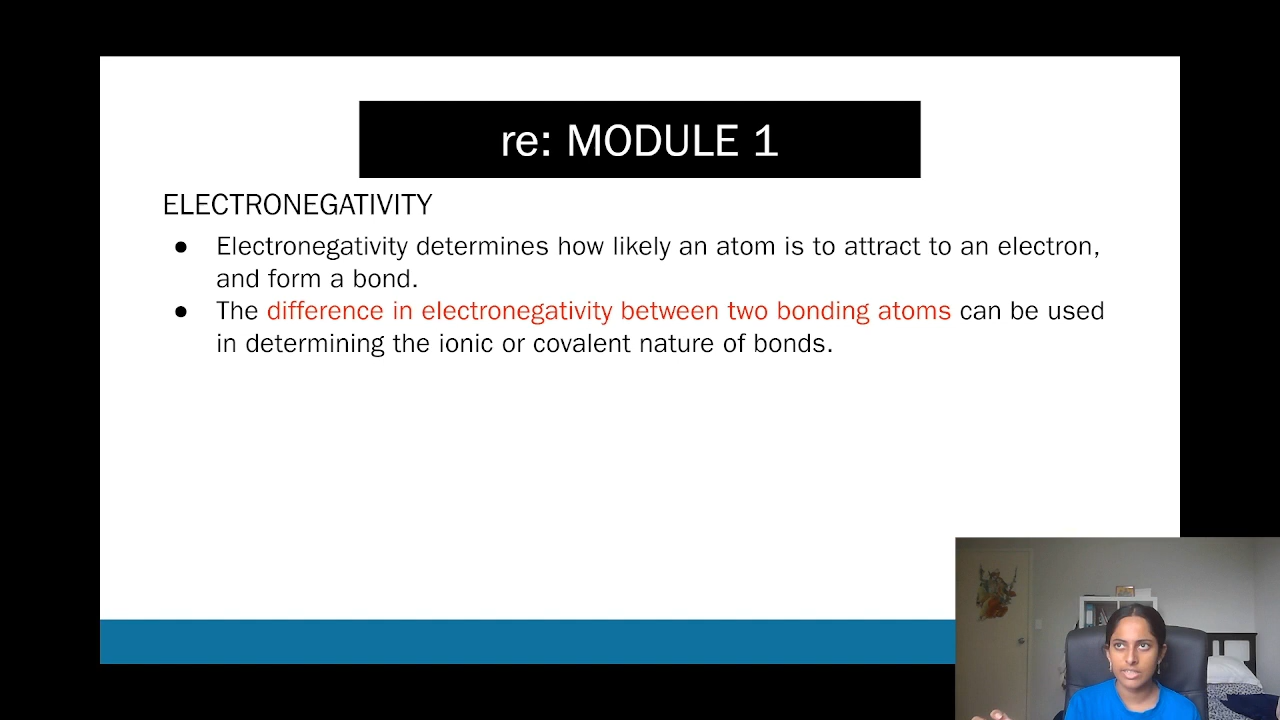 re: MODULE 1
ELECTRONEGATIVITY
● Electronegativity determines how likely an atom is to attract to an electron,
and form a bond.
● The difference in electronegativity between two bonding atoms can be used
in determining the ionic or covalent nature of bonds.